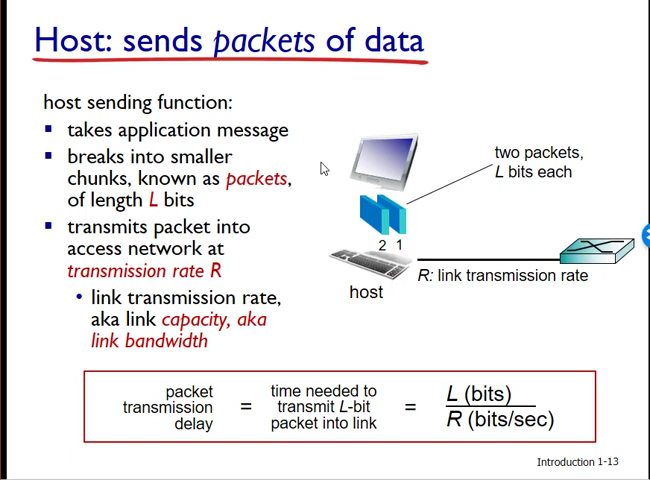 Host: sends packets of data
host sending function:
▪ takes application message
▪ breaks into smaller
chunks, known as packets,
of length L bits
▪ transmits packet into
access network at
transmission rate R
• link transmission rate,
aka link capacity, aka
link bandwidth
two packets,
L bits each
2 1
R: link transmission rate
host
packet
transmission
delay
=
time needed to
transmit L-bit
packet into link
=
L (bits)
R (bits/sec)
Introduction 1-13